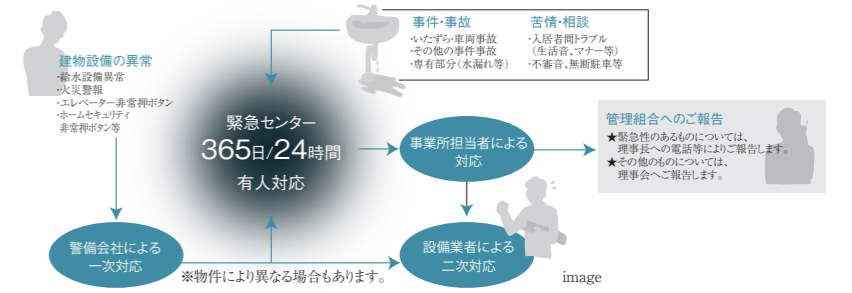 事件・事故
・いたずら・車両事故
・その他の事件事故
・専有部分（水漏れ等）
苦情・相談
・入居者間トラブル
（生活音、マナー等）
・不審音、無断駐車等
建物設備の異常
・給水設備異常
・火災警報
・エレベーター非常押ボタン
・ホームセキュリティ
非常押ボタン等
緊急センター
365日/24時間
有人対応
事業所担当者による
対応
管理組合へのご報告
★緊急性のあるものについては、
理事長への電話等によりご報告します。
★その他のものについては、
理事会へご報告します。
警備会社による
一次対応
設備業者による
二次対応
※物件により異なる場合もあります。
image